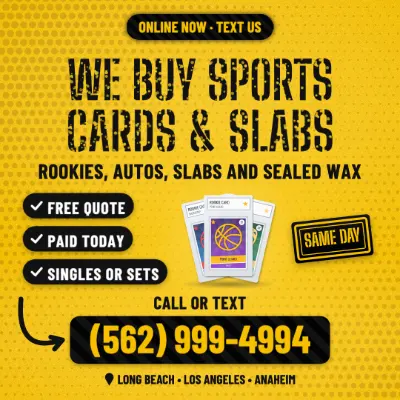 ONLINE NOW • TEXT US
WE BUY SPORTS
CARDS & SLABS
ROOKIES, AUTOS, SLABS AND SEALED WAX
FREE QUOTE
PAID TODAY
SINGLES OR SETS
SAME DAY
CALL OR TEXT
(562) 999-4994
LONG BEACH • LOS ANGELES • ANAHEIM